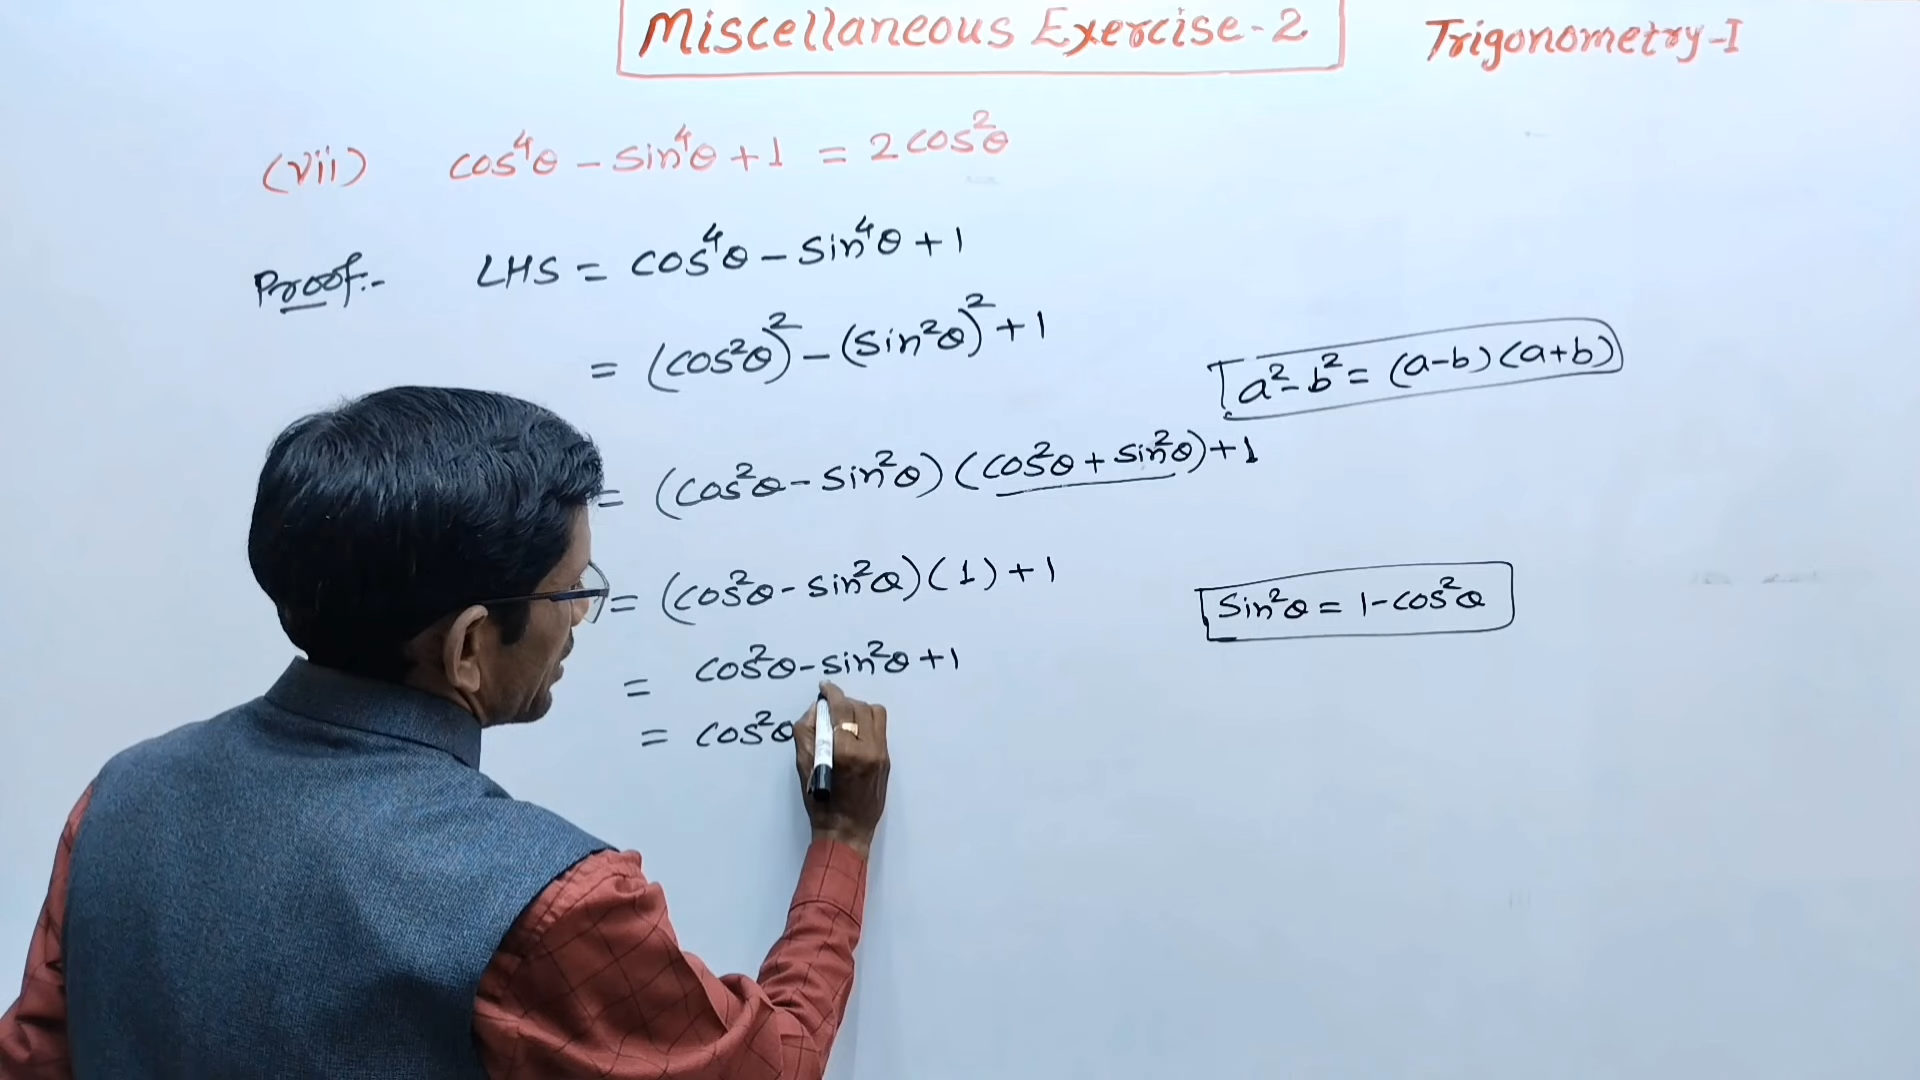 Miscellaneous Exercise-2
Trigonometry-I
(vii) cos⁴θ - sin⁴θ + 1 = 2cos²θ
Proof:- LHS = cos⁴θ - sin⁴θ + 1
= (cos²θ)² - (sin²θ)² + 1
a² - b² = (a-b)(a+b)
= (cos²θ - sin²θ)(cos²θ + sin²θ) + 1
= (cos²θ - sin²θ)(1) + 1
sin²θ = 1 - cos²θ
= cos²θ - sin²θ + 1
= cos²θ